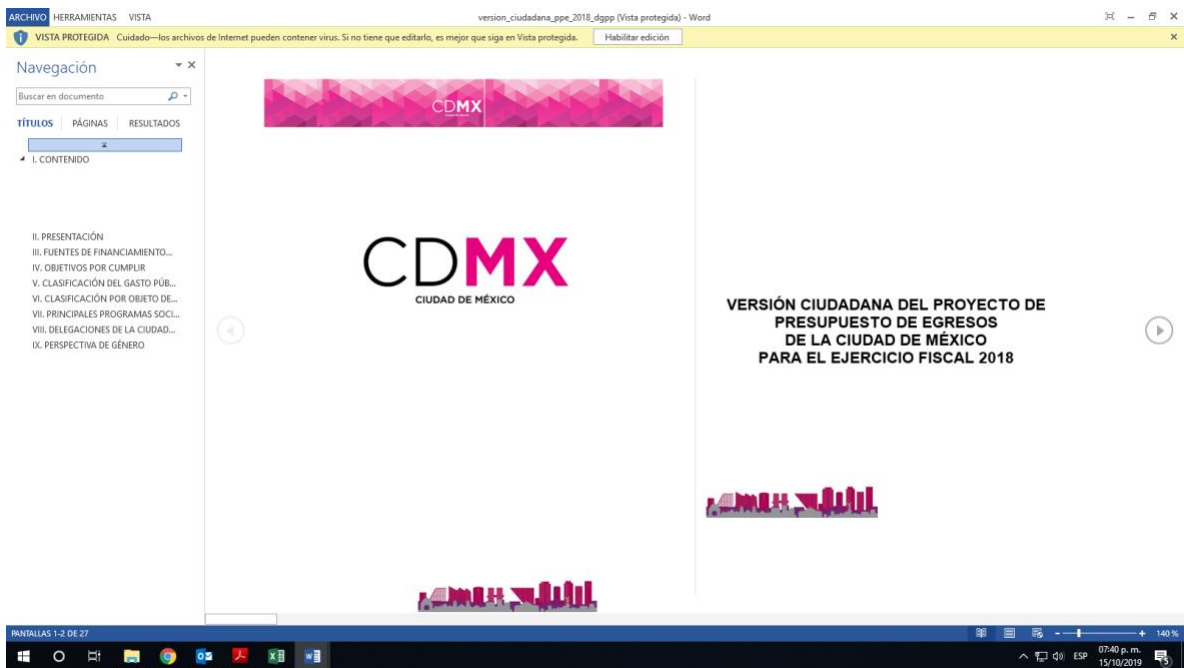 ARCHIVO HERRAMIENTAS VISTA
version_ciudadana_ppe_2018_dgpp (Vista protegida) - Word
VISTA PROTEGIDA Cuidado—los archivos de Internet pueden contener virus. Si no tiene que editarlo, es mejor que siga en Vista protegida. Habilitar edición
Navegación
Buscar en documento
TÍTULOS PÁGINAS RESULTADOS
I. CONTENIDO
II. PRESENTACIÓN
III. FUENTES DE FINANCIAMIENTO...
IV. OBJETIVOS POR CUMPLIR
V. CLASIFICACIÓN DEL GASTO PÚB...
VI. CLASIFICACIÓN POR OBJETO DE...
VII. PRINCIPALES PROGRAMAS SOCI...
VIII. DELEGACIONES DE LA CIUDAD...
IX. PERSPECTIVA DE GÉNERO
CDMX
CDMX
CIUDAD DE MÉXICO
VERSIÓN CIUDADANA DEL PROYECTO DE
PRESUPUESTO DE EGRESOS
DE LA CIUDAD DE MÉXICO
PARA EL EJERCICIO FISCAL 2018
PANTALLAS 1-2 DE 27
140 %
ESP
07:40 p. m.
15/10/2019